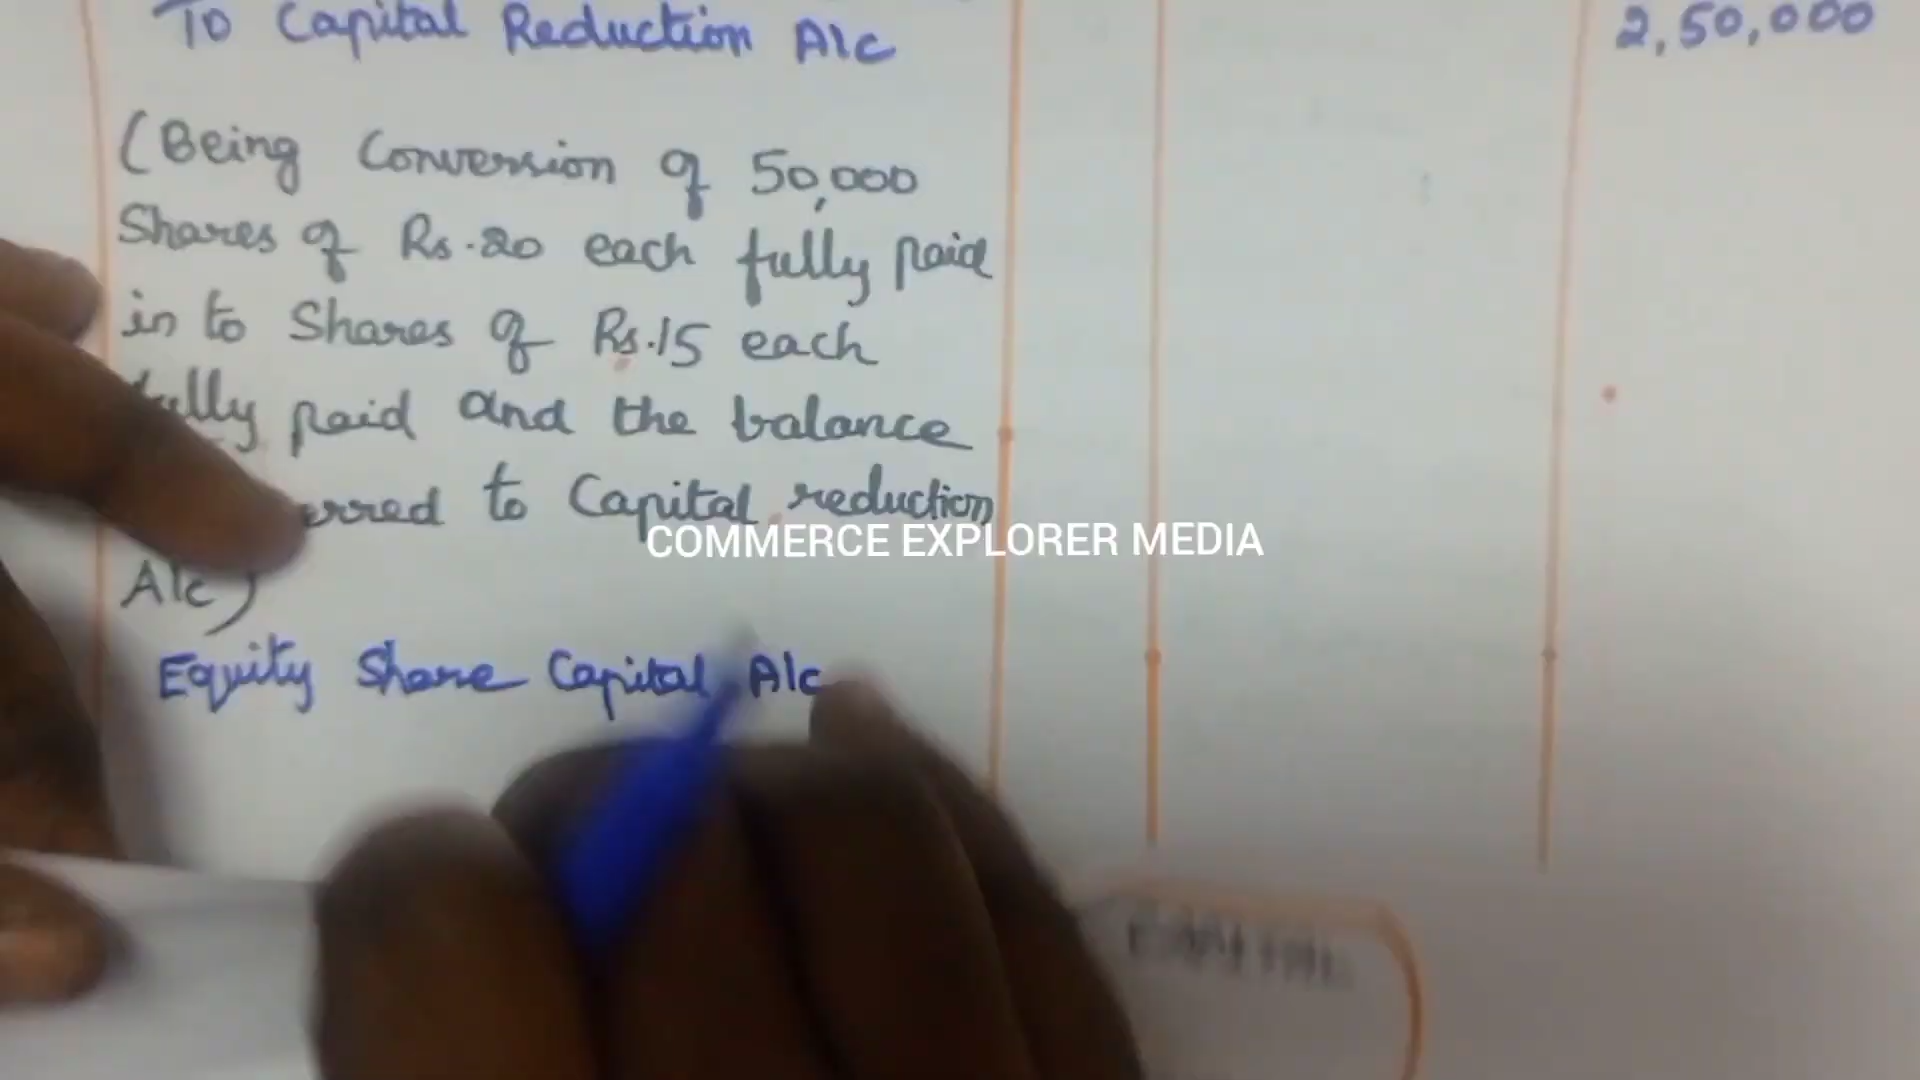 To Capital Reduction A/c 2,50,000
(Being Conversion of 50,000
Shares of Rs.20 each fully paid
in to Shares of Rs.15 each
fully paid and the balance
to Capital reduction
A/c)
COMMERCE EXPLORER MEDIA
Equity Share Capital A/c